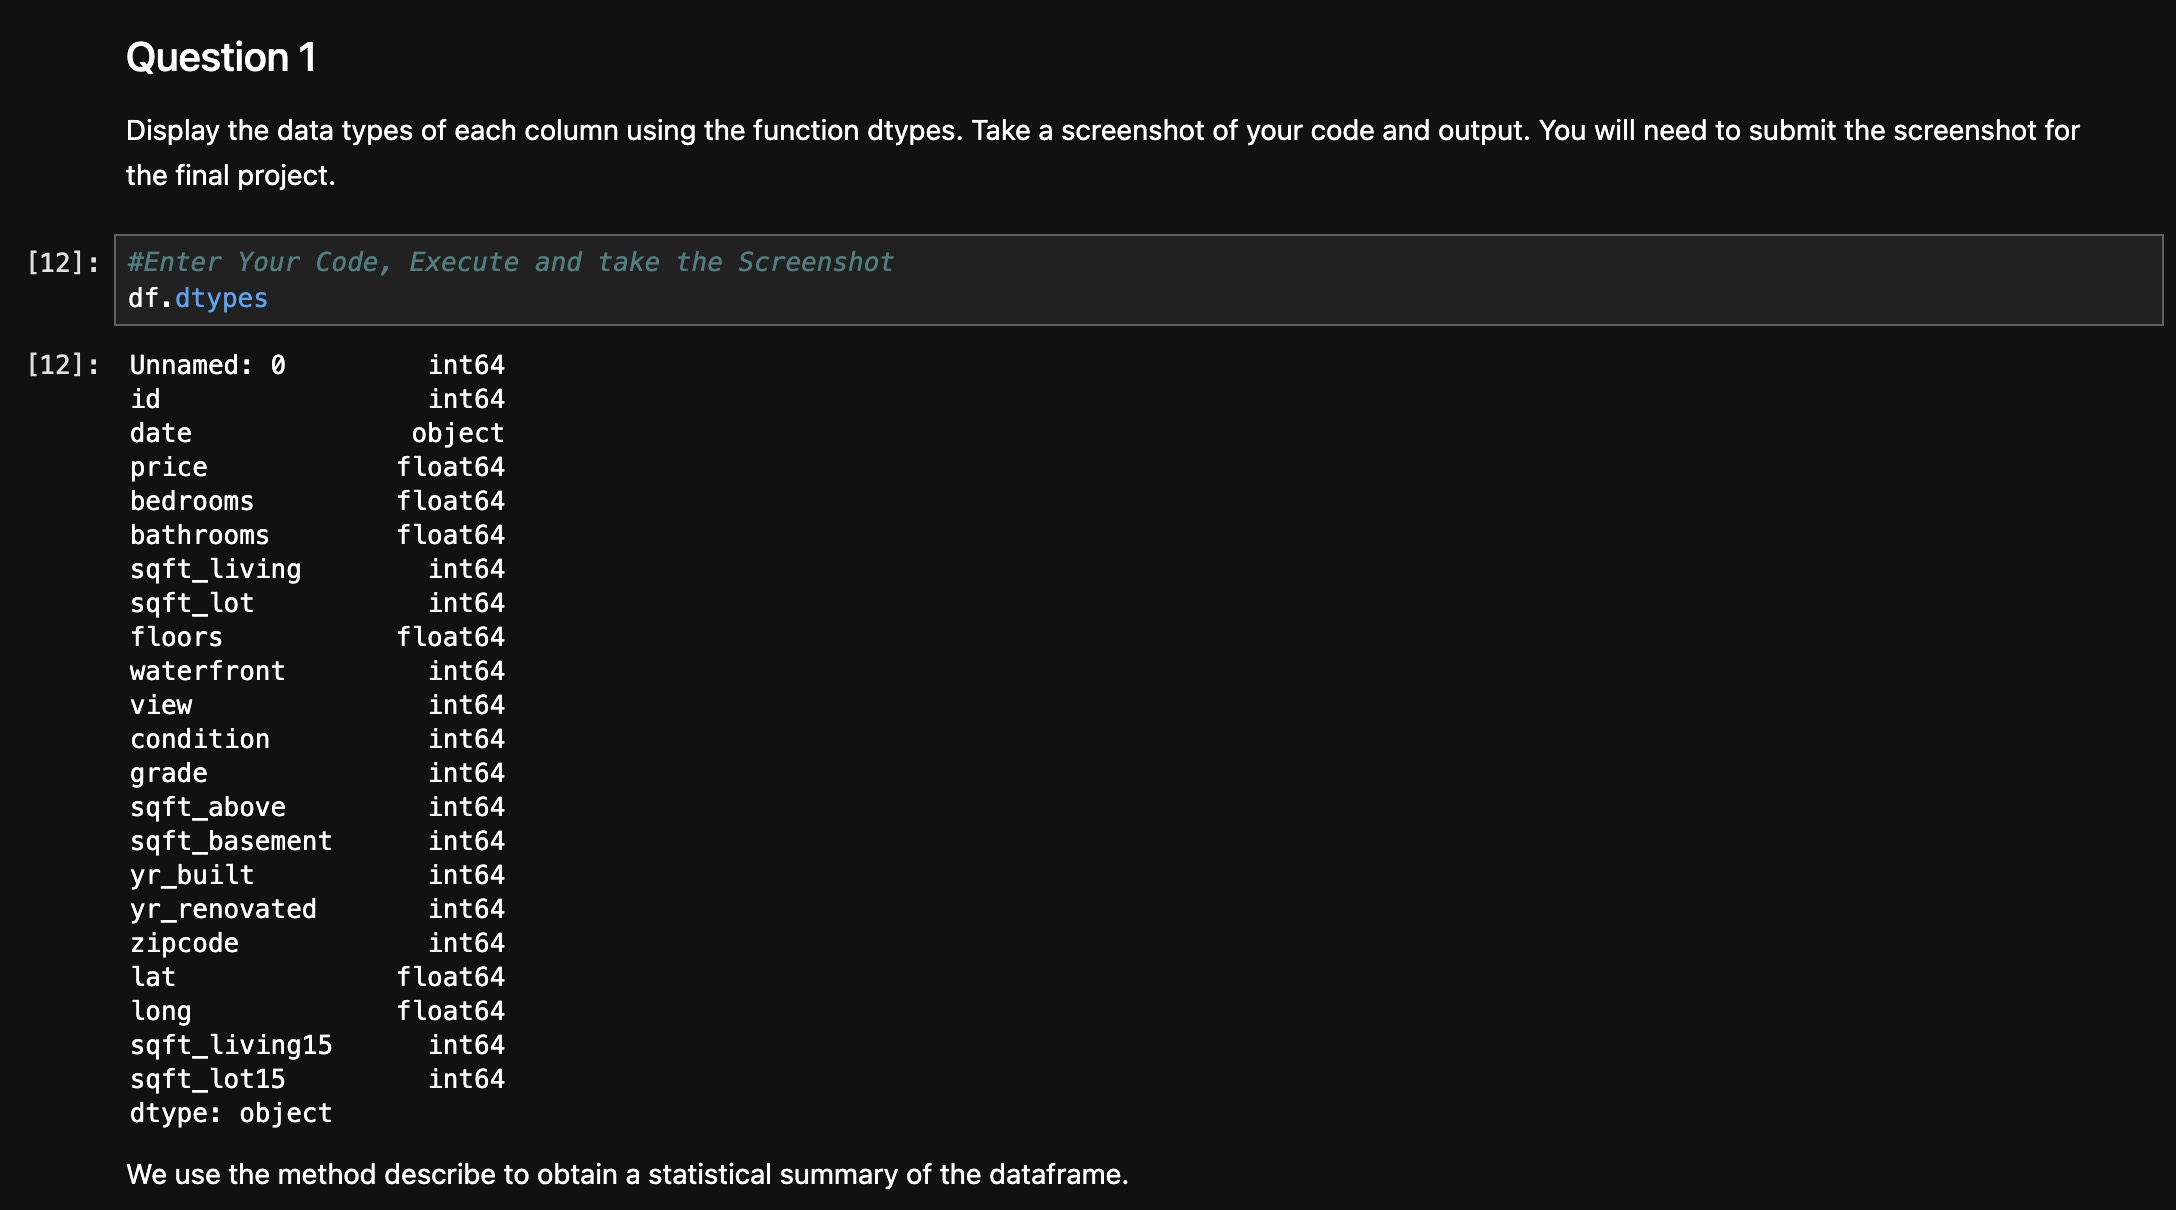 Question 1
Display the data types of each column using the function dtypes. Take a screenshot of your code and output. You will need to submit the screenshot for
the final project.
[12]: #Enter Your Code, Execute and take the Screenshot
df.dtypes
[12]: Unnamed: 0 int64
id int64
date object
price float64
bedrooms float64
bathrooms float64
sqft_living int64
sqft_lot int64
floors float64
waterfront int64
view int64
condition int64
grade int64
sqft_above int64
sqft_basement int64
yr_built int64
yr_renovated int64
zipcode int64
lat float64
long float64
sqft_living15 int64
sqft_lot15 int64
dtype: object
We use the method describe to obtain a statistical summary of the dataframe.